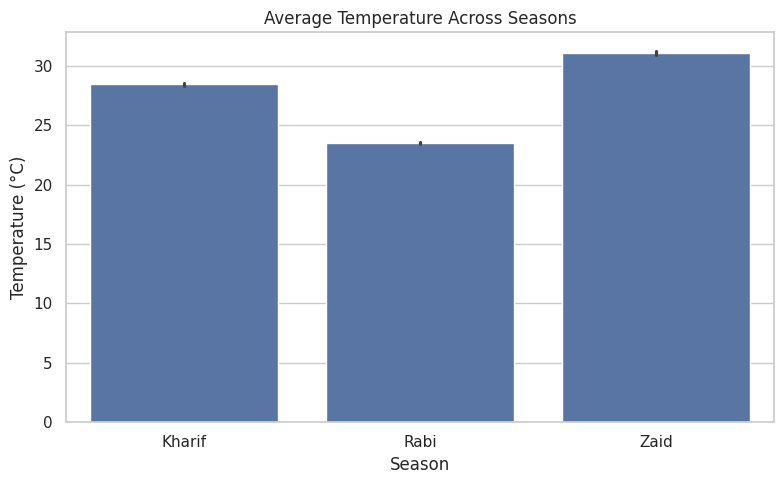 Average Temperature Across Seasons
Temperature (°C)
30
25
20
15
10
5
0
Kharif
Rabi
Zaid
Season